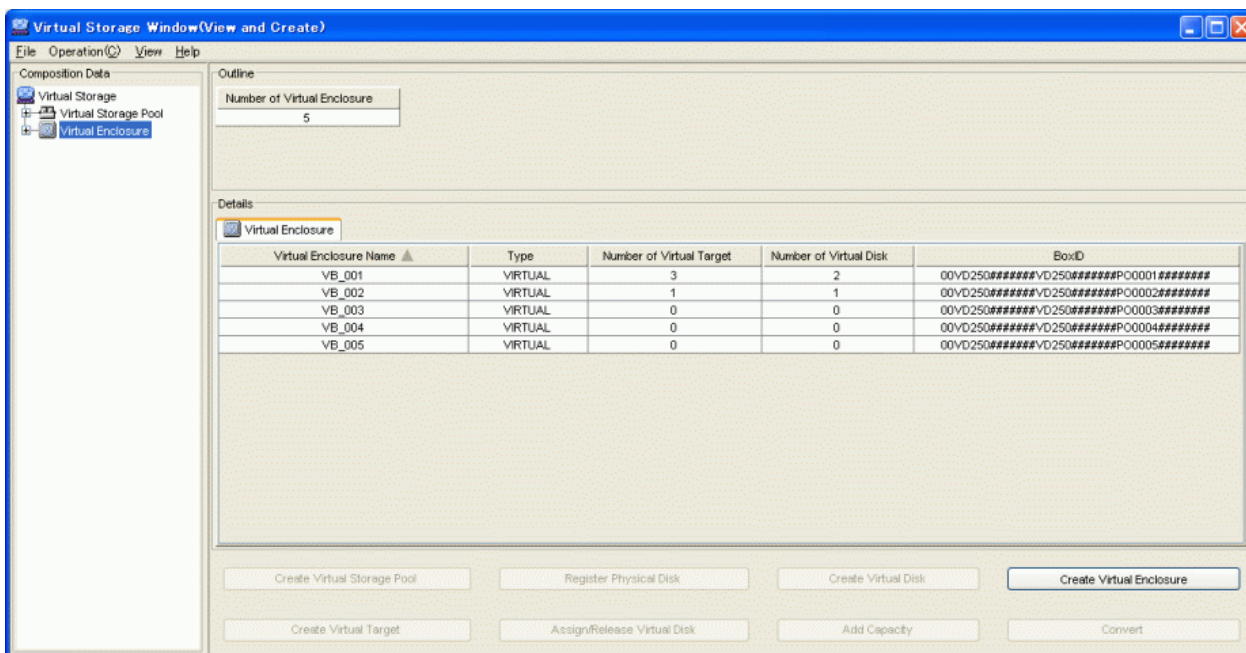 Virtual Storage Window(View and Create)
File Operation(C) View Help
Composition Data
Virtual Storage
Virtual Storage Pool
Virtual Enclosure
Outline
Number of Virtual Enclosure
5
Details
Virtual Enclosure
Virtual Enclosure Name Type Number of Virtual Target Number of Virtual Disk BoxID
VB_001 VIRTUAL 3 2 00VD250#######VD250#######PO0001########
VB_002 VIRTUAL 1 1 00VD250#######VD250#######PO0002########
VB_003 VIRTUAL 0 0 00VD250#######VD250#######PO0003########
VB_004 VIRTUAL 0 0 00VD250#######VD250#######PO0004########
VB_005 VIRTUAL 0 0 00VD250#######VD250#######PO0005########
Create Virtual Storage Pool Register Physical Disk Create Virtual Disk Create Virtual Enclosure
Create Virtual Target Assign/Release Virtual Disk Add Capacity Convert